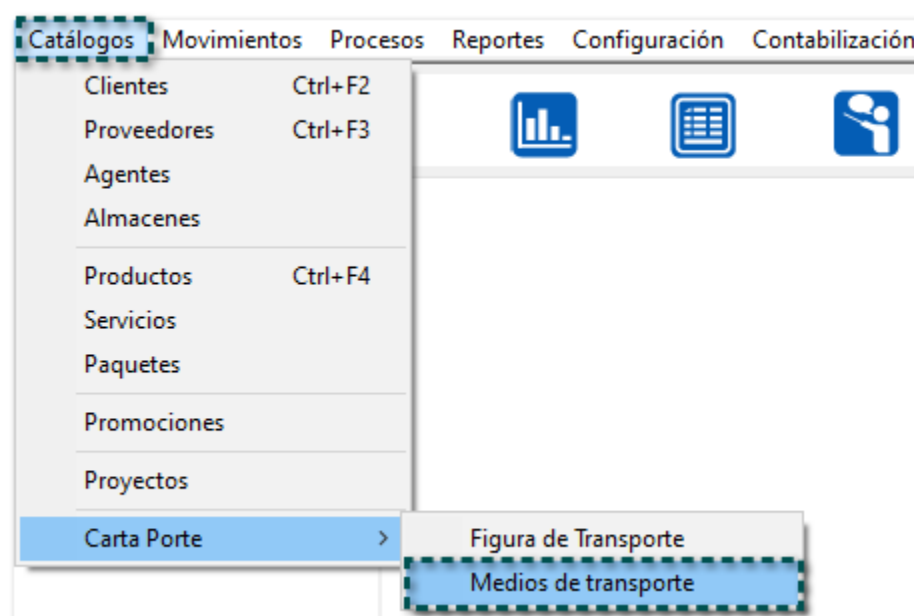 Catálogos Movimientos Procesos Reportes Configuración Contabilización
Clientes Ctrl+F2
Proveedores Ctrl+F3
Agentes
Almacenes
Productos Ctrl+F4
Servicios
Paquetes
Promociones
Proyectos
Carta Porte >
Figura de Transporte
Medios de transporte